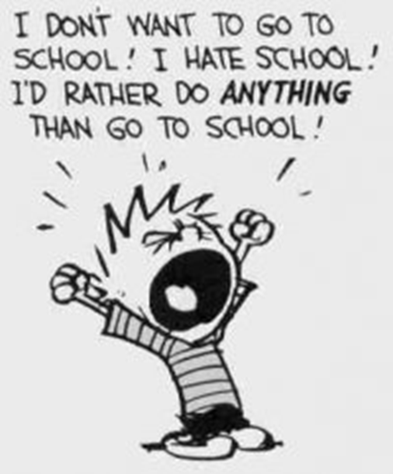 I DON'T WANT TO GO TO
SCHOOL! I HATE SCHOOL!
I'D RATHER DO ANYTHING
THAN GO TO SCHOOL!